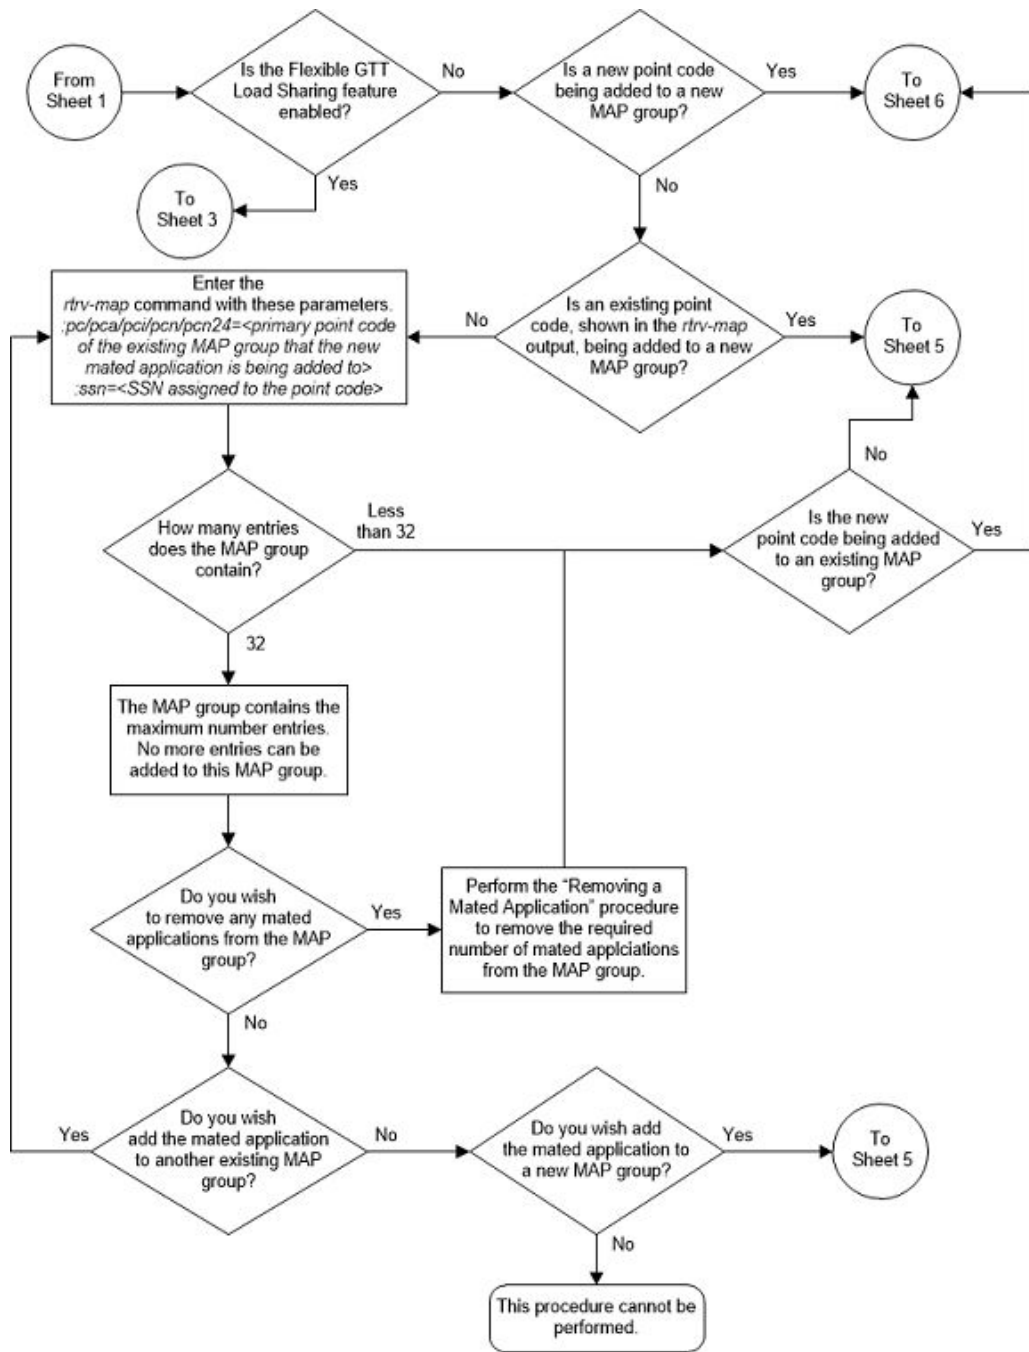 From
Sheet 1
Is the Flexible GTT
Load Sharing feature
enabled?
No
Is a new point code
being added to a new
MAP group?
Yes
To
Sheet 6
Yes
To
Sheet 3
No
Enter the
rtrv-map command with these parameters.
:pc/pca/pci/pcn/pcn24=<primary point code
of the existing MAP group that the new
mated application is being added to>
:ssn=<SSN assigned to the point code>
No
Is an existing point
code, shown in the rtrv-map
output, being added to a new
MAP group?
Yes
To
Sheet 5
No
How many entries
does the MAP group
contain?
Less
than 32
Is the new
point code being added
to an existing MAP
group?
Yes
32
The MAP group contains the
maximum number entries.
No more entries can be
added to this MAP group.
Do you wish
to remove any mated
applications from the MAP
group?
Yes
Perform the “Removing a
Mated Application” procedure
to remove the required
number of mated applciations
from the MAP group.
No
Yes
Do you wish
add the mated application
to another existing MAP
group?
No
Do you wish add
the mated application to
a new MAP group?
Yes
To
Sheet 5
No
This procedure cannot be
performed.